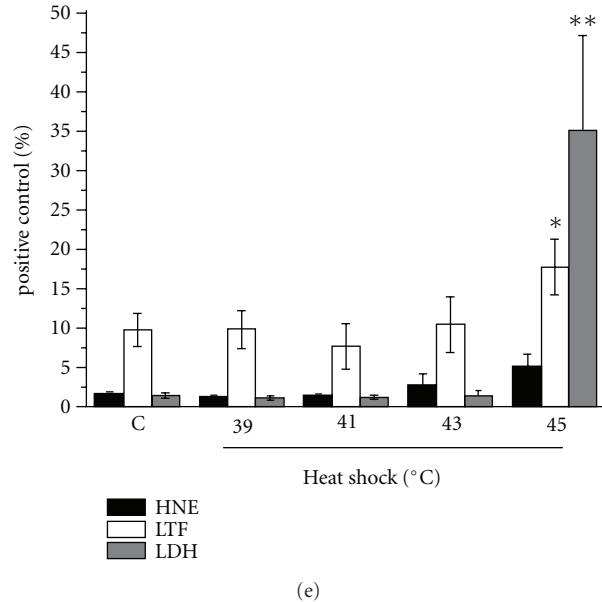 50
45
40
35
30
25
20
15
10
5
0
positive control (%)
**
*
C 39 41 43 45
Heat shock (°C)
HNE
LTF
LDH
(e)